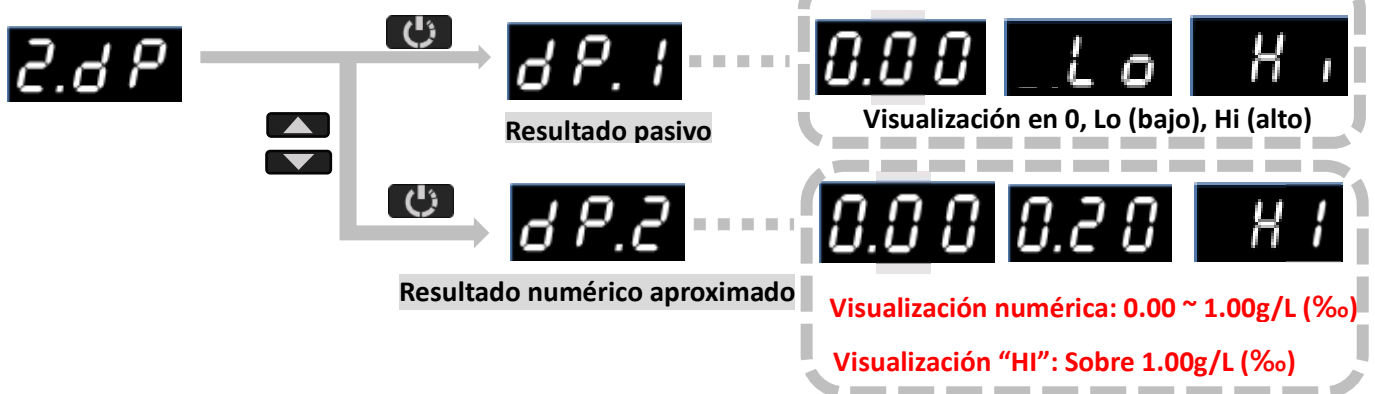 2.dP
dP.1
0.00 Lo Hi
Resultado pasivo
Visualización en 0, Lo (bajo), Hi (alto)
dP.2
0.00 0.20 HI
Resultado numérico aproximado
Visualización numérica: 0.00 ~ 1.00g/L (‰)
Visualización “HI”: Sobre 1.00g/L (‰)